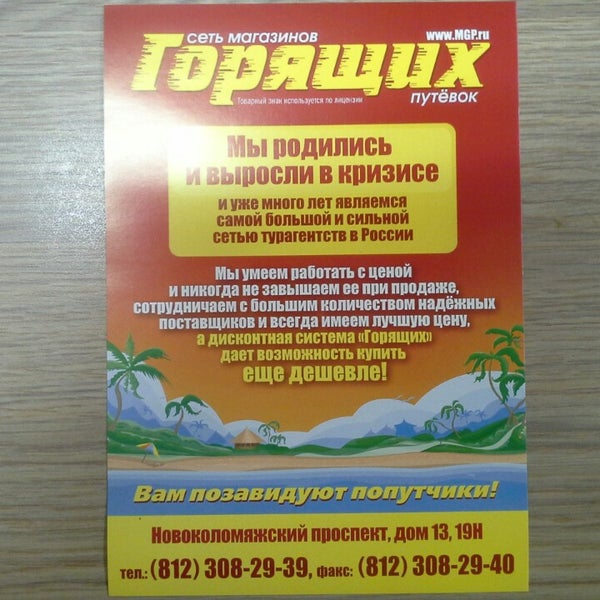 сеть магазинов
www.MGP.ru
Горящих
Товарный знак используется по лицензии
путёвок
Мы родились
и выросли в кризисе
и уже много лет являемся
самой большой и сильной
сетью турагентств в России
Мы умеем работать с ценой
и никогда не завышаем ее при продаже,
сотрудничаем с большим количеством надёжных
поставщиков и всегда имеем лучшую цену,
а дисконтная система «Горящих»
дает возможность купить
еще дешевле!
Вам позавидуют попутчики!
Новоколомяжский проспект, дом 13, 19Н
тел.: (812) 308-29-39, факс: (812) 308-29-40